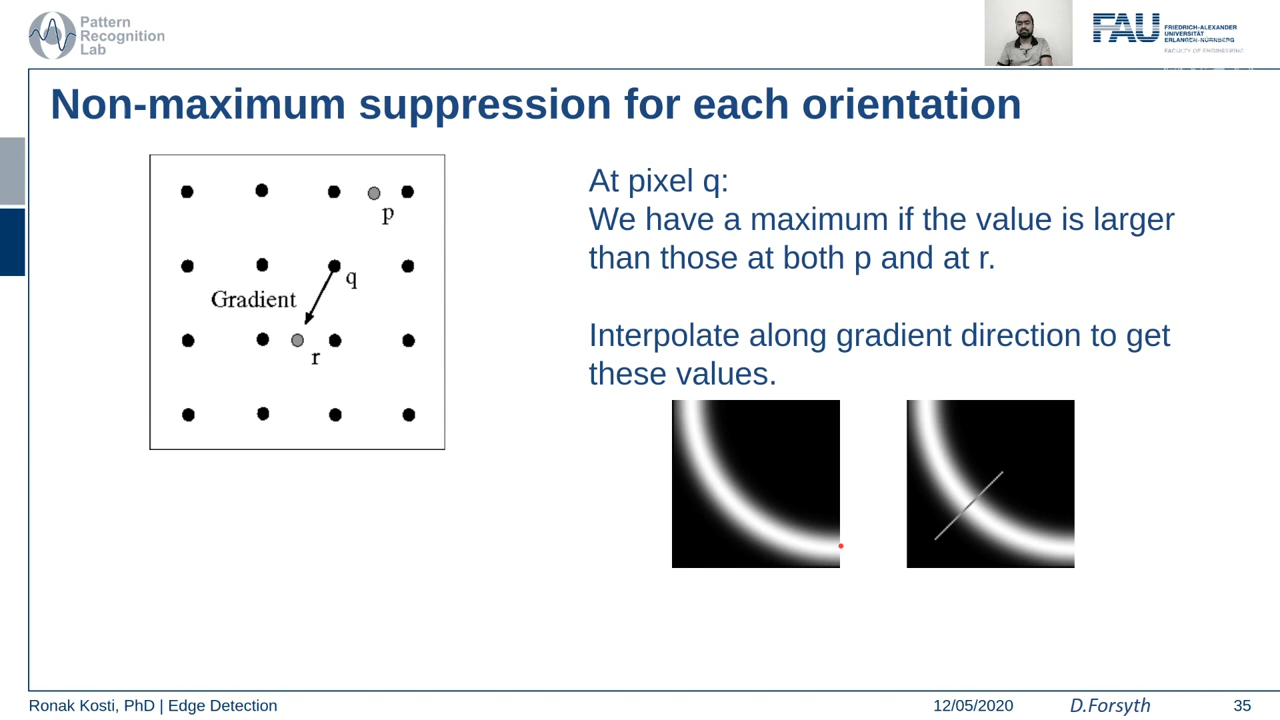 Pattern
Recognition
Lab
FAU
FRIEDRICH-ALEXANDER
UNIVERSITÄT
ERLANGEN-NÜRNBERG
FACULTY OF ENGINEERING
Non-maximum suppression for each orientation
p
q
Gradient
r
At pixel q:
We have a maximum if the value is larger
than those at both p and at r.
Interpolate along gradient direction to get
these values.
Ronak Kosti, PhD | Edge Detection
12/05/2020
D.Forsyth
35